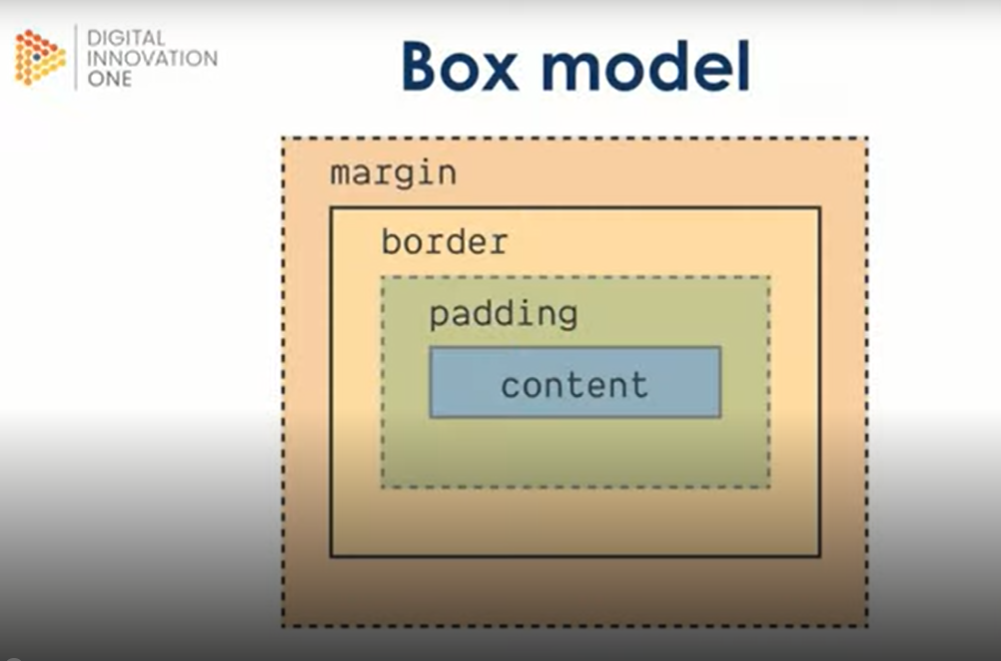 DIGITAL
INNOVATION
ONE
Box model
margin
border
padding
content